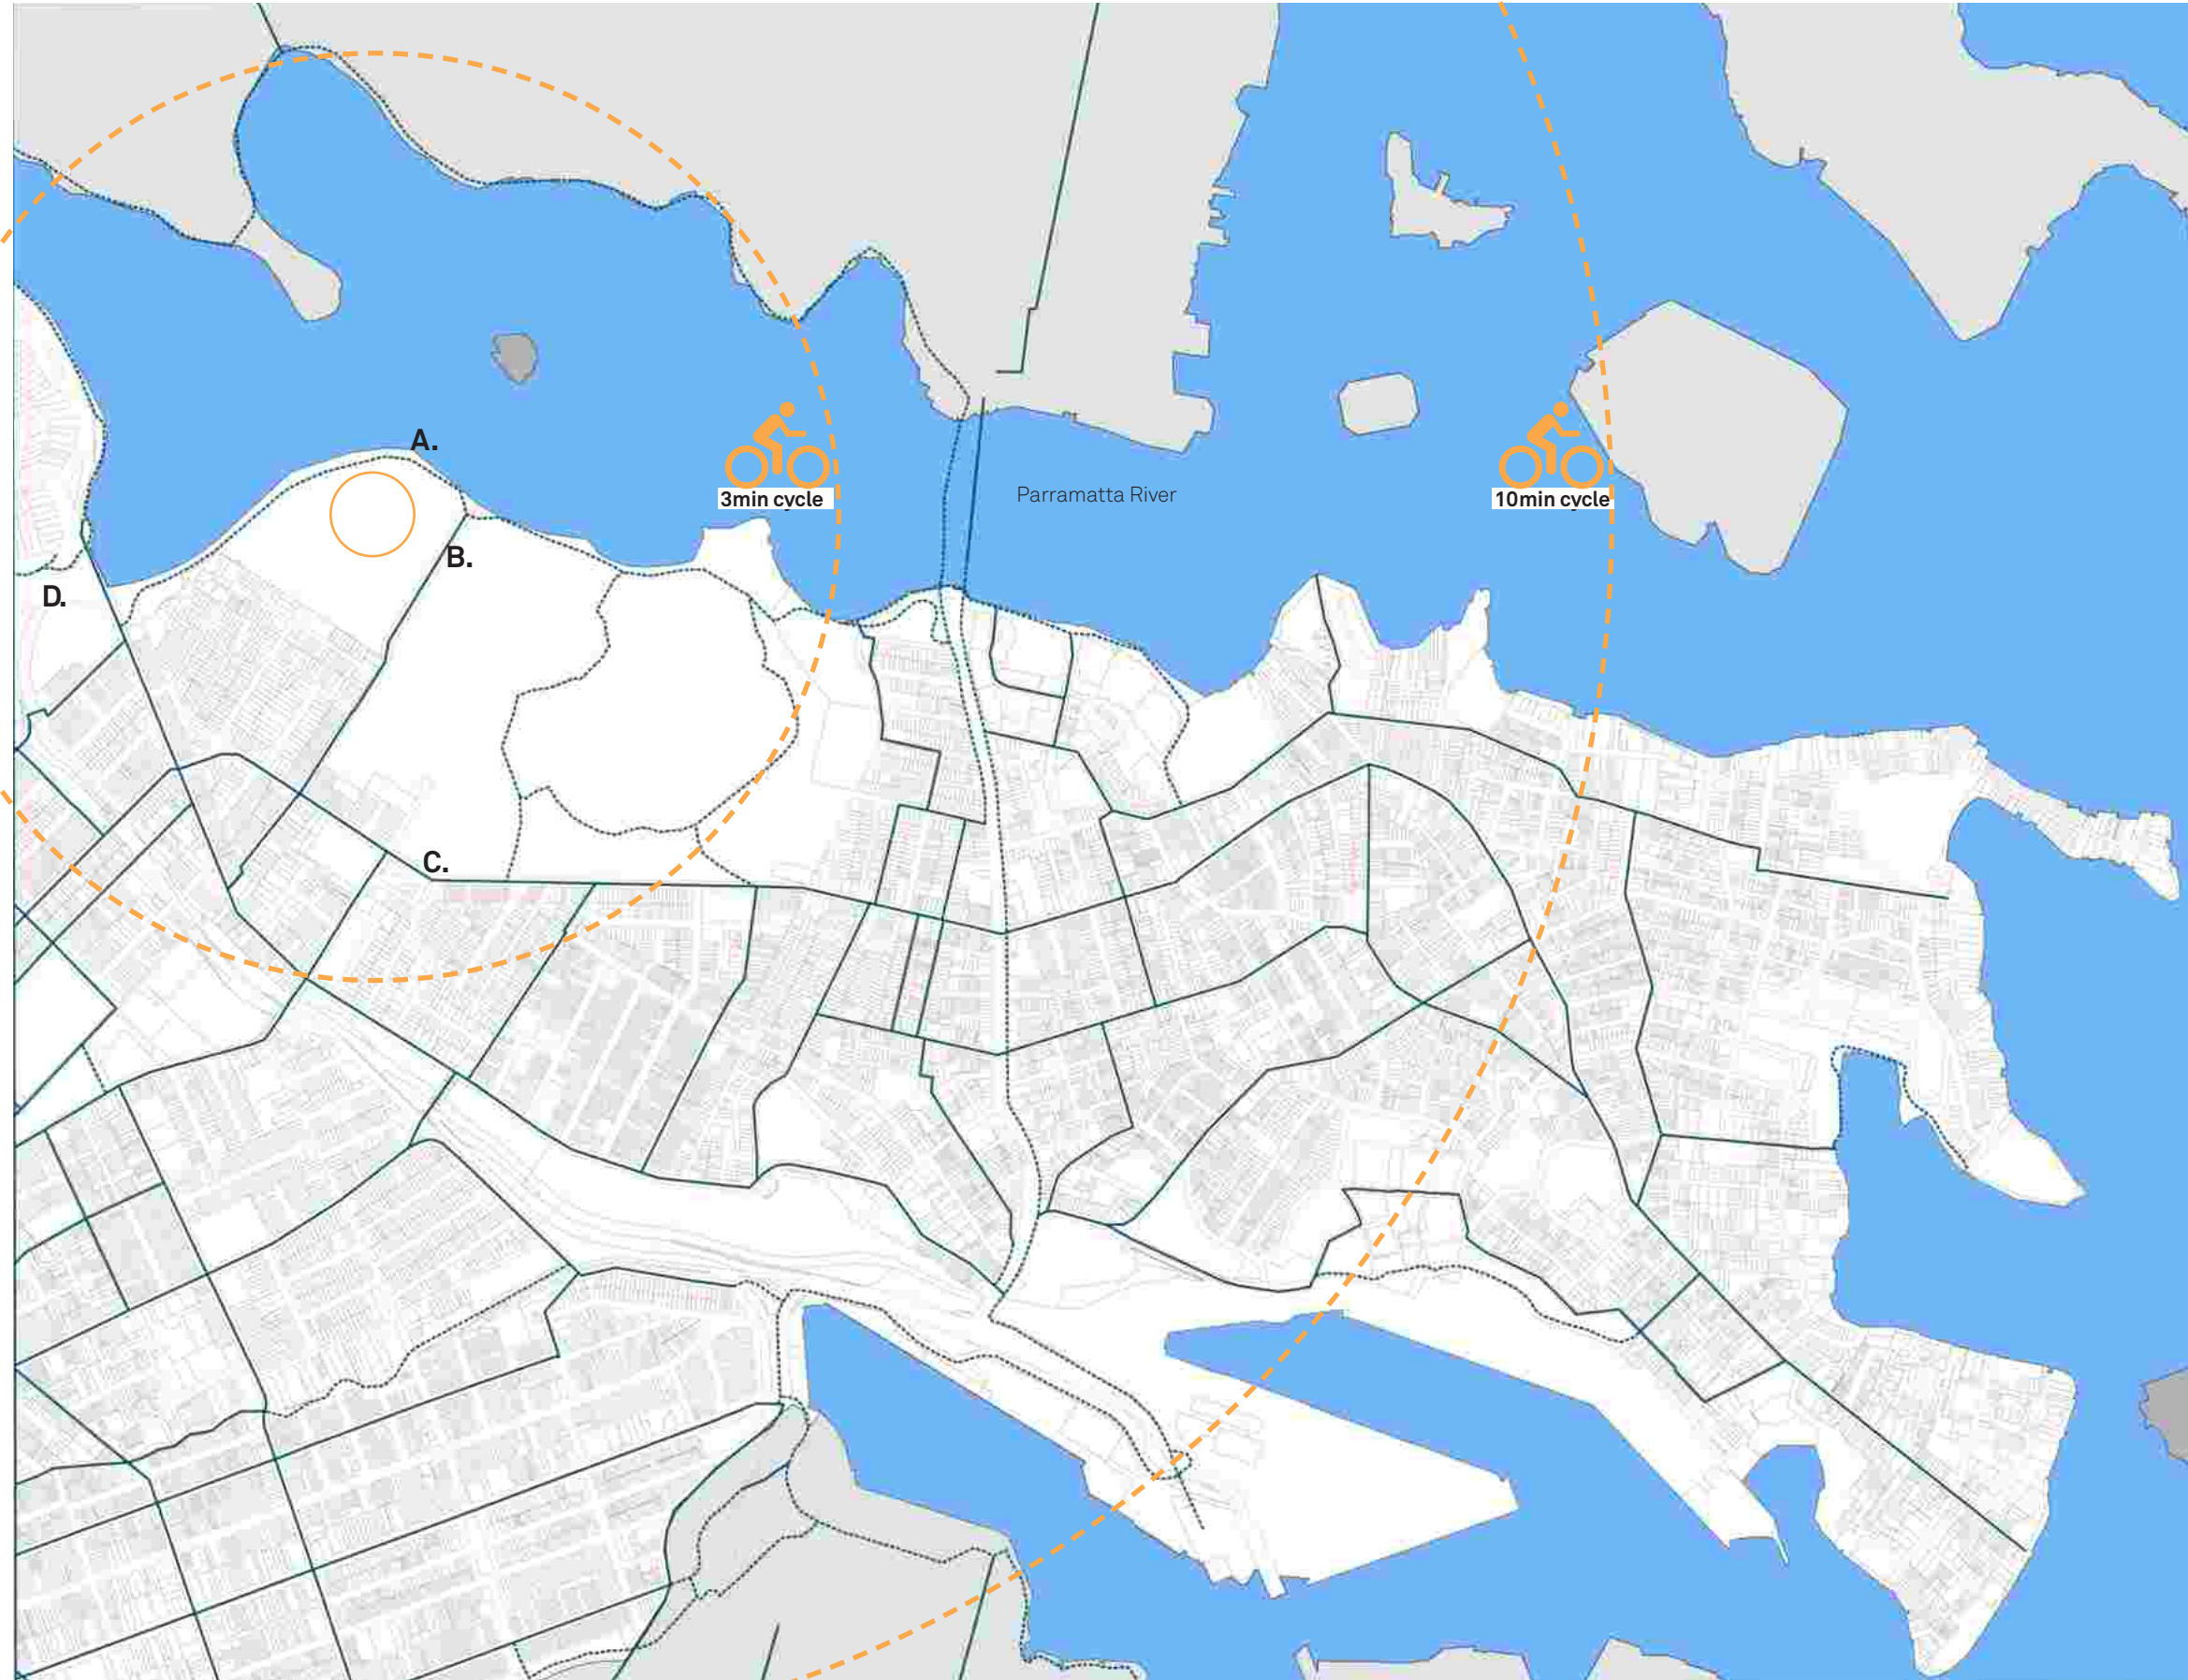 A.
3min cycle
Parramatta River
10min cycle
B.
D.
C.